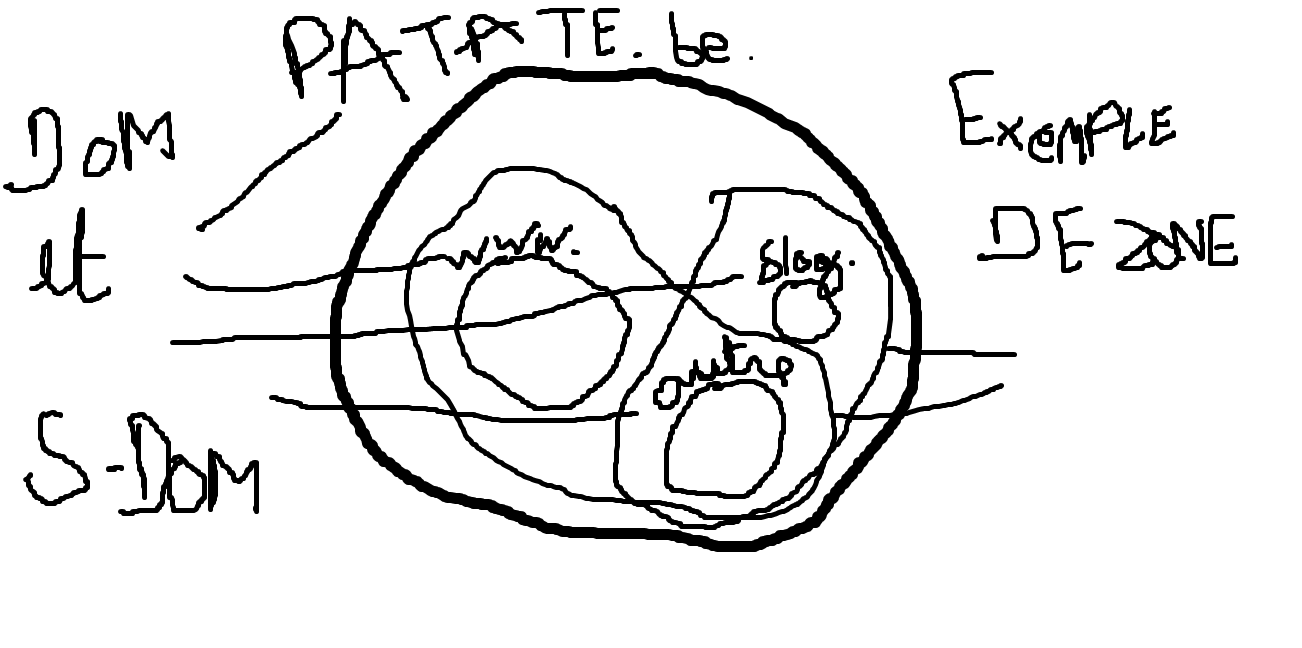 PATATE.be.
DOM
et
S-DOM
www.
blog.
autre
EXEMPLE
DE ZONE